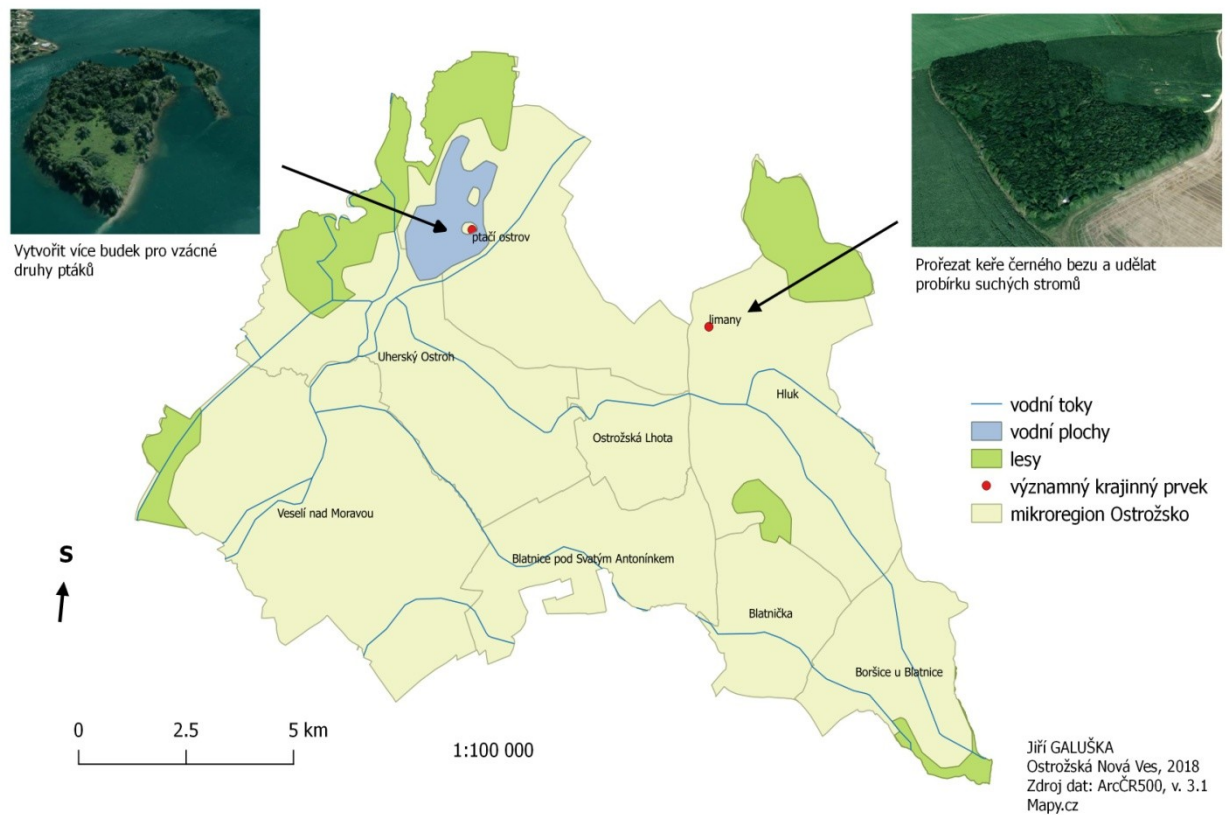 Vytvořit více budek pro vzácné
druhy ptáků
Prořezat keře černého bezu a udělat
probírku suchých stromů
ptačí ostrov
limany
Uherský Ostroh
Hluk
Ostrožská Lhota
Veselí nad Moravou
Blatnice pod Svatým Antonínkem
Blatnička
Boršice u Blatnice
vodní toky
vodní plochy
lesy
významný krajinný prvek
mikroregion Ostrožsko
S
0 2.5 5 km
1:100 000
Jiří GALUŠKA
Ostrožská Nová Ves, 2018
Zdroj dat: ArcČR500, v. 3.1
Mapy.cz